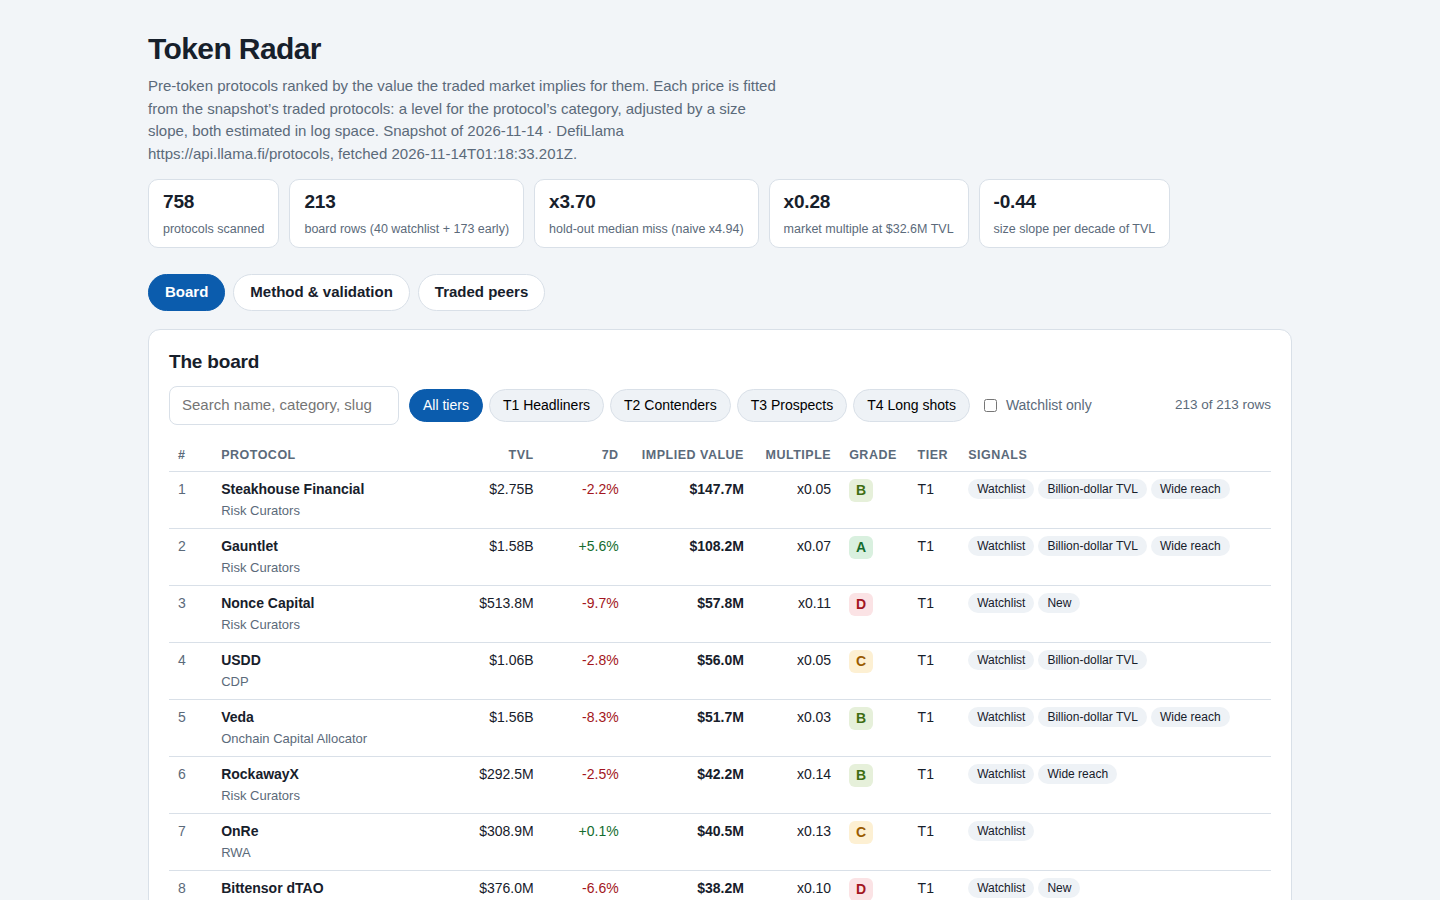 Token Radar
Pre-token protocols ranked by the value the traded market implies for them. Each price is fitted
from the snapshot’s traded protocols: a level for the protocol’s category, adjusted by a size
slope, both estimated in log space. Snapshot of 2026-11-14 · DefiLlama
https://api.llama.fi/protocols, fetched 2026-11-14T01:18:33.201Z.
758 213 x3.70 x0.28 -0.44
protocols scanned board rows (40 watchlist + 173 early) hold-out median miss (naive x4.94) market multiple at $32.6M TVL size slope per decade of TVL
Board Method & validation Traded peers
The board
Search name, category, slug All tiers T1 Headliners T2 Contenders T3 Prospects T4 Long shots Watchlist only 213 of 213 rows
# PROTOCOL TVL 7D IMPLIED VALUE MULTIPLE GRADE TIER SIGNALS
1 Steakhouse Financial $2.75B -2.2% $147.7M x0.05 B T1 Watchlist Billion-dollar TVL Wide reach
Risk Curators
2 Gauntlet $1.58B +5.6% $108.2M x0.07 A T1 Watchlist Billion-dollar TVL Wide reach
Risk Curators
3 Nonce Capital $513.8M -9.7% $57.8M x0.11 D T1 Watchlist New
Risk Curators
4 USDD $1.06B -2.8% $56.0M x0.05 C T1 Watchlist Billion-dollar TVL
CDP
5 Veda $1.56B -8.3% $51.7M x0.03 B T1 Watchlist Billion-dollar TVL Wide reach
Onchain Capital Allocator
6 RockawayX $292.5M -2.5% $42.2M x0.14 B T1 Watchlist Wide reach
Risk Curators
7 OnRe $308.9M +0.1% $40.5M x0.13 C T1 Watchlist
RWA
8 Bittensor dTAO $376.0M -6.6% $38.2M x0.10 D T1 Watchlist New